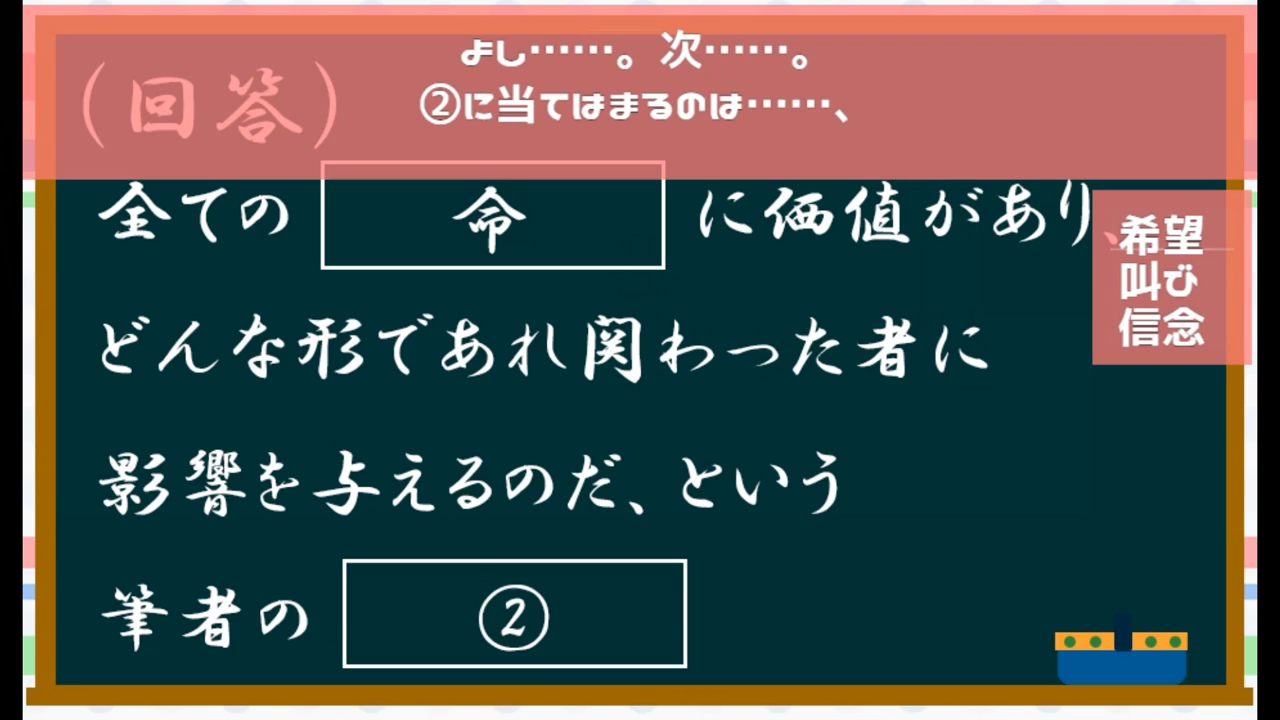 よし……。次……。
②に当てはまるのは……、
（回答）
全ての 命 に価値があり、
どんな形であれ関わった者に
影響を与えるのだ、という
筆者の ②
希望
叫び
信念